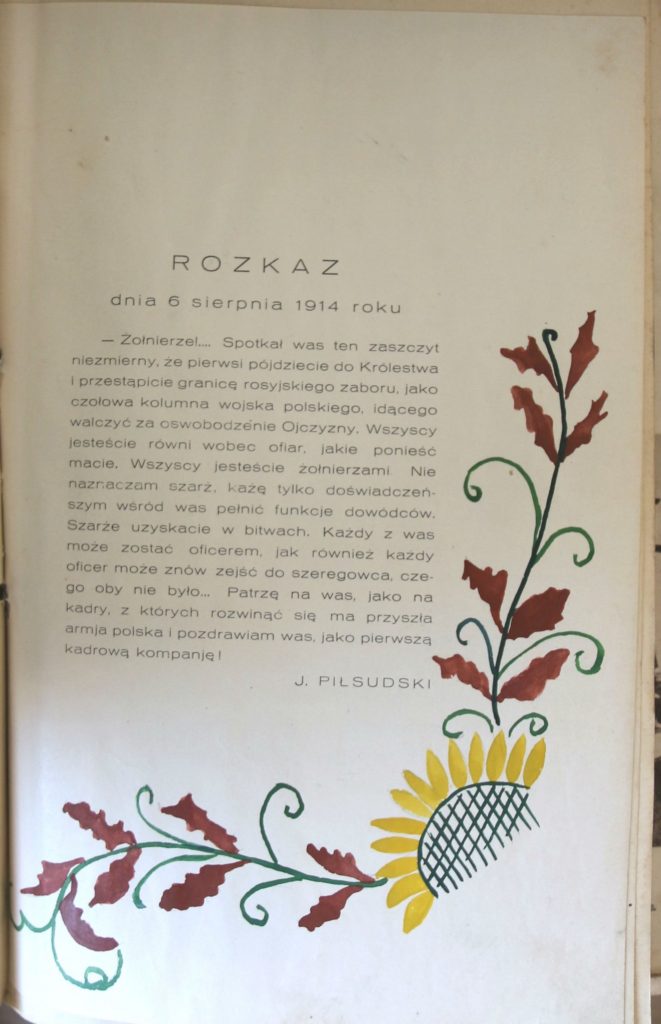 ROZKAZ
dnia 6 sierpnia 1914 roku
— Żołnierze!.... Spotkał was ten zaszczyt
niezmierny, że pierwsi pójdziecie do Królestwa
i przestąpicie granicę rosyjskiego zaboru, jako
czołowa kolumna wojska polskiego, idącego
walczyć za oswobodzenie Ojczyzny. Wszyscy
jesteście równi wobec ofiar, jakie ponieść
macie. Wszyscy jesteście żołnierzami. Nie
naznaczam szarż, każę tylko doświadczeń-
szym wśród was pełnić funkcje dowódców.
Szarże uzyskacie w bitwach. Każdy z was
może zostać oficerem, jak również każdy
oficer może znów zejść do szeregowca, cze-
go oby nie było... Patrzę na was, jako na
kadry, z których rozwinąć się ma przyszła
armja polska i pozdrawiam was, jako pierwszą
kadrową kompanję!
J. PIŁSUDSKI